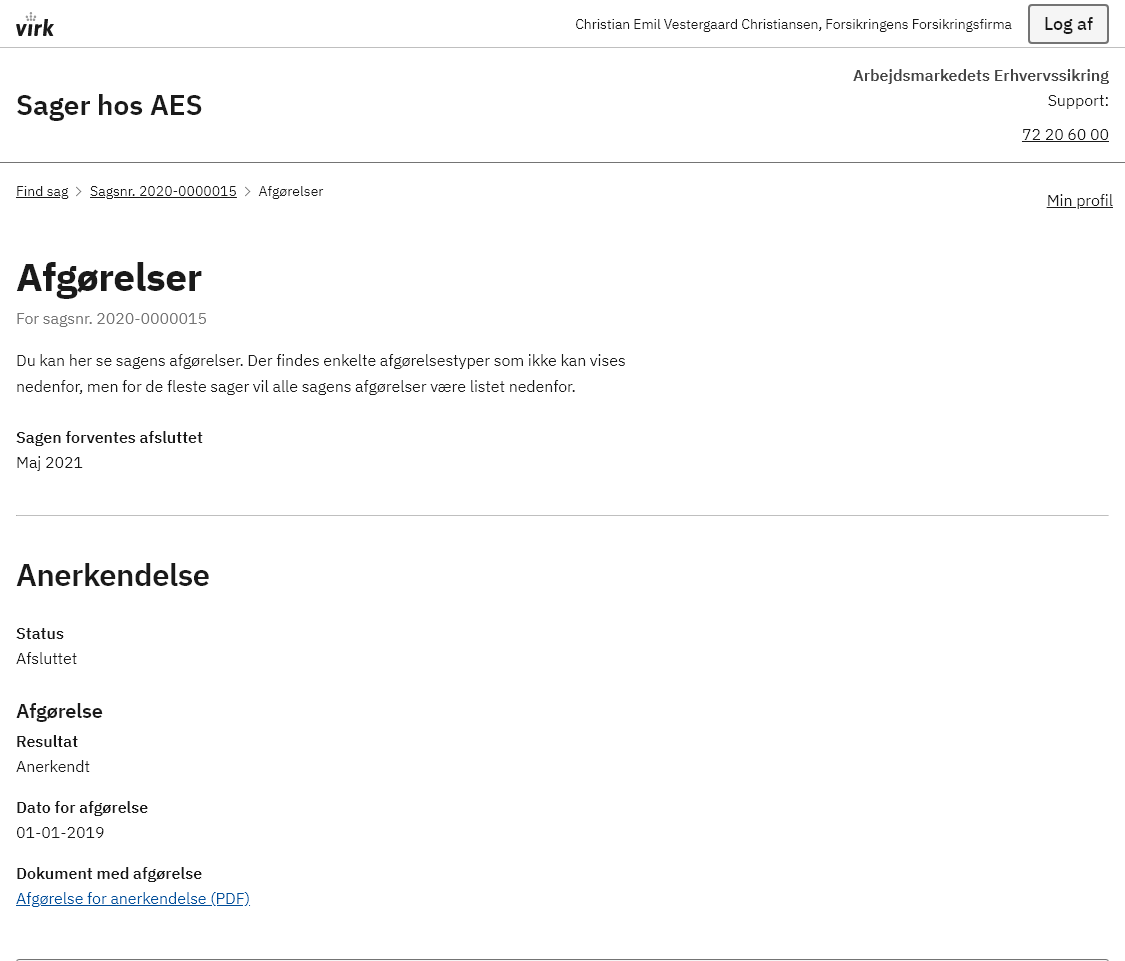 virk
Christian Emil Vestergaard Christiansen, Forsikringens Forsikringsfirma
Log af
Sager hos AES
Arbejdsmarkedets Erhvervssikring
Support:
72 20 60 00
Find sag > Sagsnr. 2020-0000015 > Afgørelser
Min profil
Afgørelser
For sagsnr. 2020-0000015
Du kan her se sagens afgørelser. Der findes enkelte afgørelsestyper som ikke kan vises
nedenfor, men for de fleste sager vil alle sagens afgørelser være listet nedenfor.
Sagen forventes afsluttet
Maj 2021
Anerkendelse
Status
Afsluttet
Afgørelse
Resultat
Anerkendt
Dato for afgørelse
01-01-2019
Dokument med afgørelse
Afgørelse for anerkendelse (PDF)